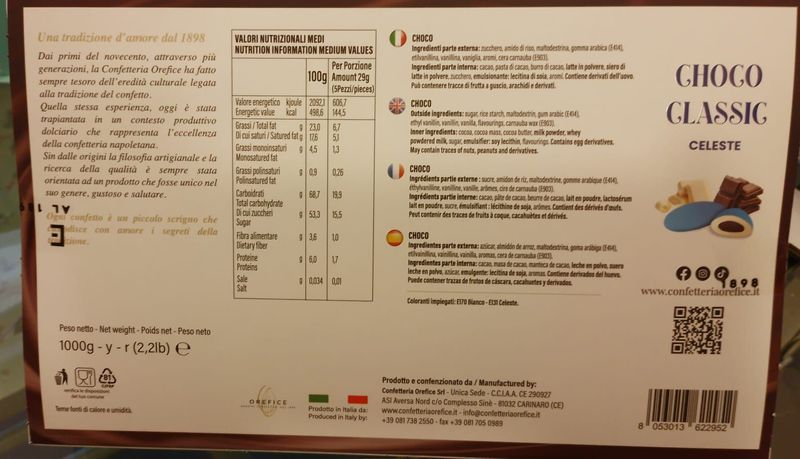 Una tradizione d'amore dal 1898
Dai primi del novecento, attraverso più
generazioni, la Confetteria Orefice ha fatto
sempre tesoro dell'eredità culturale legata
alla tradizione del confetto.
Quella stessa esperienza, oggi è stata
trapiantata in un contesto produttivo
dolciario che rappresenta l'eccellenza
della confetteria napoletana.
Sin dalle origini la filosofia artigianale e la
ricerca della qualità è sempre stata
orientata ad un prodotto che fosse unico nel
suo genere, gustoso e salutare.
Ogni confetto è un piccolo scrigno che
con amore i segreti della
Peso netto - Net weight - Poids net - Peso neto
1000g - y - r (2,2lb) e
81
C/PAP
verifica le disposizioni
del tuo comune
Teme fonti di calore e umidità.
VALORI NUTRIZIONALI MEDI
NUTRITION INFORMATION MEDIUM VALUES
100g
Per Porzione
Amount 29g
(5Pezzi/pieces)
Valore energetico kjoule 2092,1 606,7
Energetic value kcal 498,6 144,5
Grassi / Total fat g 23,0 6,7
Di cui saturi / Satured fat g 17,6 5,1
Grassi monoinsaturi g 4,5 1,3
Monosatured fat
Grassi polinsaturi g 0,9 0,26
Polinsatured fat
Carboidrati g 68,7 19,9
Total carbohydrate
Di cui zuccheri g 53,3 15,5
Sugar
Fibra alimentare g 3,6 1,0
Dietary fiber
Proteine g 6,0 1,7
Proteins
Sale g 0,034 0,01
Salt
CHOCO
Ingredienti parte esterna: zucchero, amido di riso, maltodestrina, gomma arabica (E414),
etilvanillina, vanillina, vaniglia, aromi, cera carnauba (E903).
Ingredienti parte interna: cacao, pasta di cacao, burro di cacao, latte in polvere, siero di
latte in polvere, zucchero, emulsionante: lecitina di soia, aromi. Contiene derivati dell'uovo.
Può contenere tracce di frutta a guscio, arachidi e derivati.
CHOCO
Outside ingredients: sugar, rice starch, maltodestrin, gum arabic (E414),
ethyl vanillin, vanillin, vanilla, flavourings, carnauba wax (E903).
Inner ingredients: cocoa, cocoa mass, cocoa butter, milk powder, whey
powdered milk, sugar, emulsifier: soy lecithin, flavourings. Contains egg derivatives.
May contain traces of nuts, peanuts and derivatives.
CHOCO
Ingrediente partie externe : sucre, amidon de riz, maltodestrine, gomme arabique (E414),
éthylvanilline, vanilline, vanille, arômes, cire de carnauba (E903).
Ingrédients partie interne: cacao, pâte de cacao, beurre de cacao, lait en poudre, lactosérum
lait en poudre, sucre, émulsifiant : lécithine de soja, arômes. Contient des dérivés d'œufs.
Peut contenir des traces de fruits à coque, cacahuètes et dérivés.
CHOCO
Ingredientes parte externa: azúcar, almidón de arroz, maltodestrina, goma aràbiga (E414),
etilvainillina, vainillina, vainilla, aromas, cera de carnauba (E903).
Ingredientes parte interna: cacao, masa de cacao, manteca de cacao, leche en polvo, suero
leche en polvo, azúcar, emulgente: lecitina de soja, aromas. Contiene derivados del huevo.
Puede contener trazas de frutos de cáscara, cacahuetes y derivados.
Coloranti impiegati: E170 Bianco - E131 Celeste.
OREFICE
Prodotto in Italia da:
Produced in Italy by:
Prodotto e confezionato da / Manufactured by:
Confetteria Orefice Srl - Unica Sede - C.C.I.A.A. CE 290927
ASI Aversa Nord c/o Complesso Sinè - 81032 CARINARO (CE)
www.confetteriaorefice.it - info@confetteriaorefice.it
+39 081 738 2550 - fax +39 081 705 0989
CHOCO
CLASSIC
CELESTE
1898
www.confetteriaorefice.it
8 053013 622952